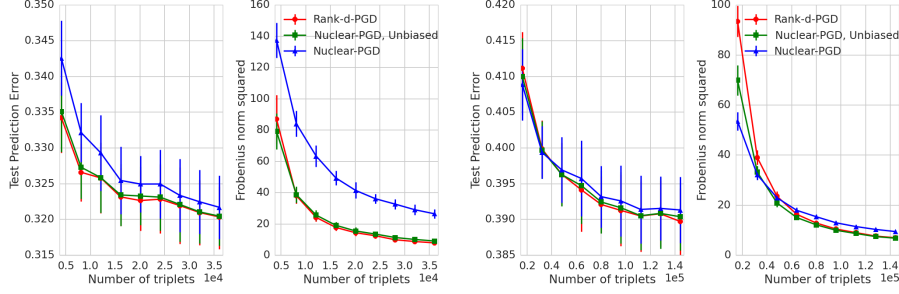 Test Prediction Error
0.350
0.345
0.340
0.335
0.330
0.325
0.320
0.315
0.5 1.0 1.5 2.0 2.5 3.0 3.5
Number of triplets 1e4
Frobenius norm squared
160
140
120
100
80
60
40
20
0
Rank-d-PGD
Nuclear-PGD, Unbiased
Nuclear-PGD
0.5 1.0 1.5 2.0 2.5 3.0 3.5
Number of triplets 1e4
Test Prediction Error
0.420
0.415
0.410
0.405
0.400
0.395
0.390
0.385
0.2 0.4 0.6 0.8 1.0 1.2 1.4
Number of triplets 1e5
Frobenius norm squared
100
80
60
40
20
0
Rank-d-PGD
Nuclear-PGD, Unbiased
Nuclear-PGD
0.2 0.4 0.6 0.8 1.0 1.2 1.4
Number of triplets 1e5